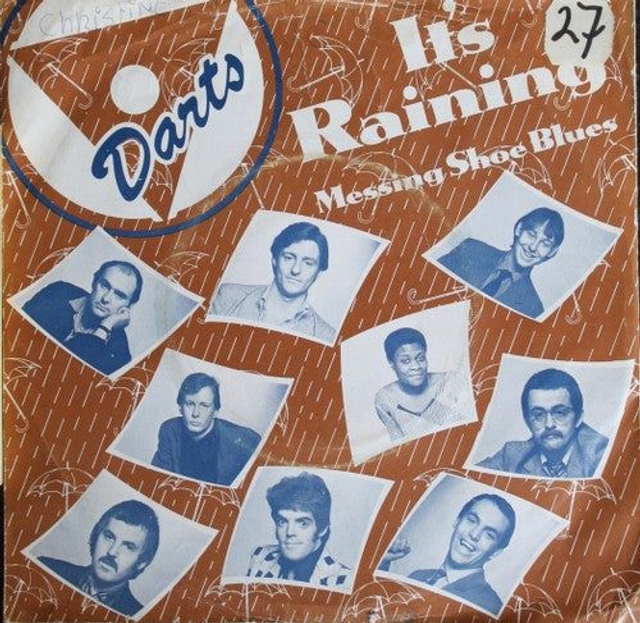 Christine
27
Darts
It's
Raining
Messing Shoe Blues